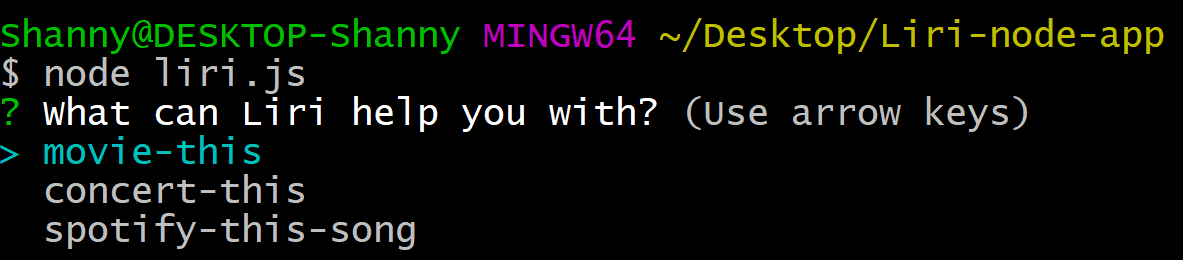 Shanny@DESKTOP-Shanny MINGW64 ~/Desktop/Liri-node-app
$ node liri.js
? What can Liri help you with? (Use arrow keys)
> movie-this
  concert-this
  spotify-this-song